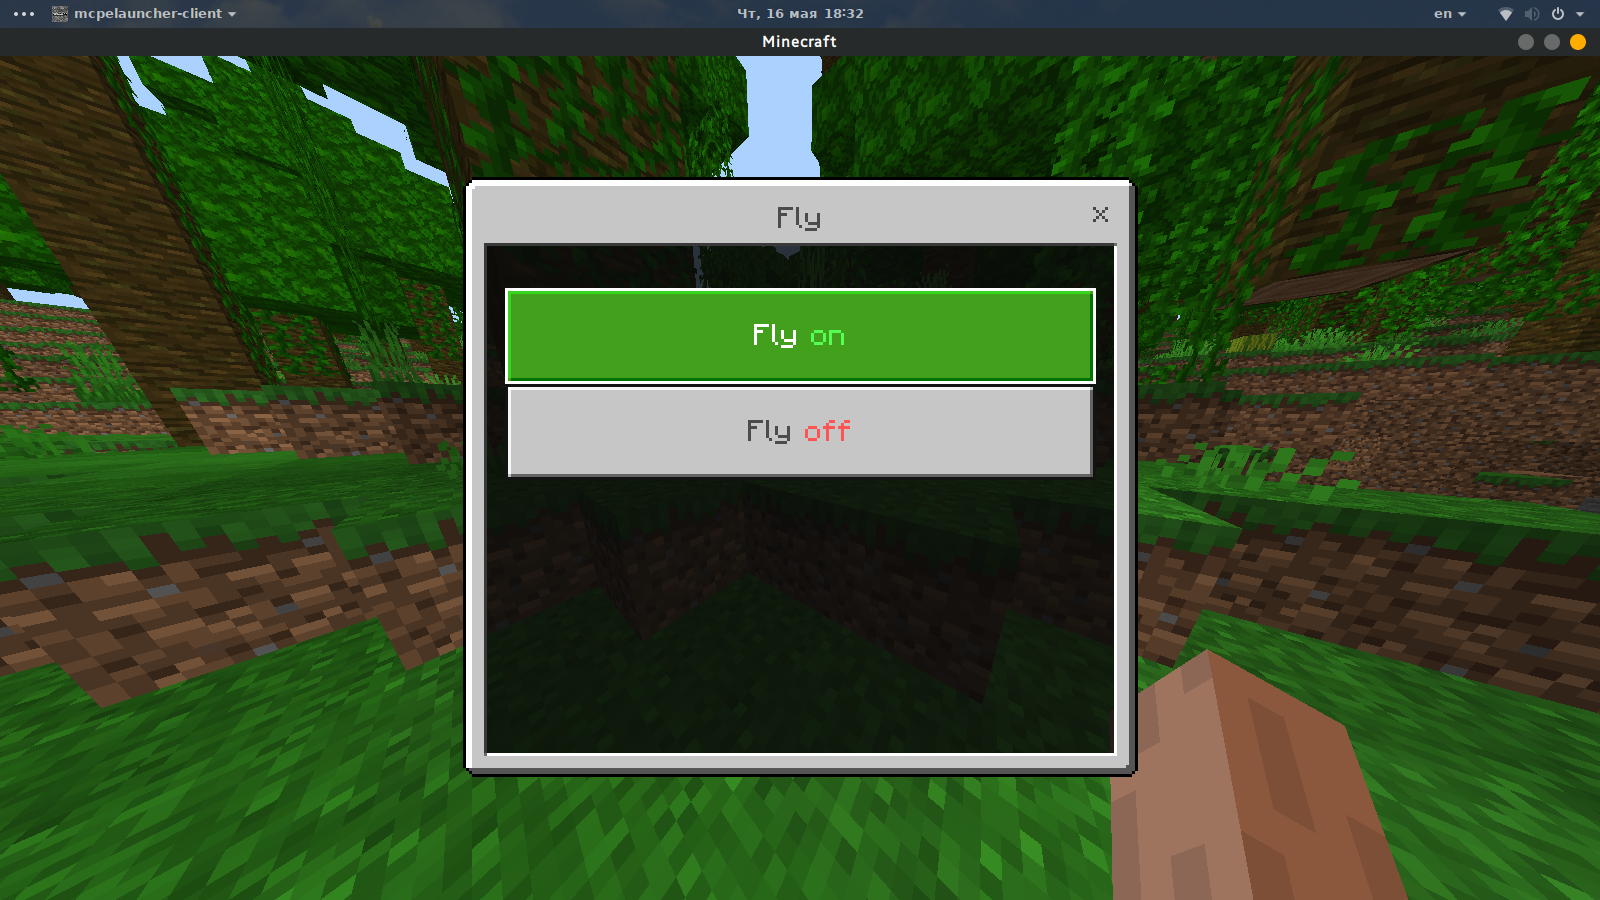 mcpelauncher-client
Чт, 16 мая 18:32
en
Minecraft
Fly
Fly on
Fly off